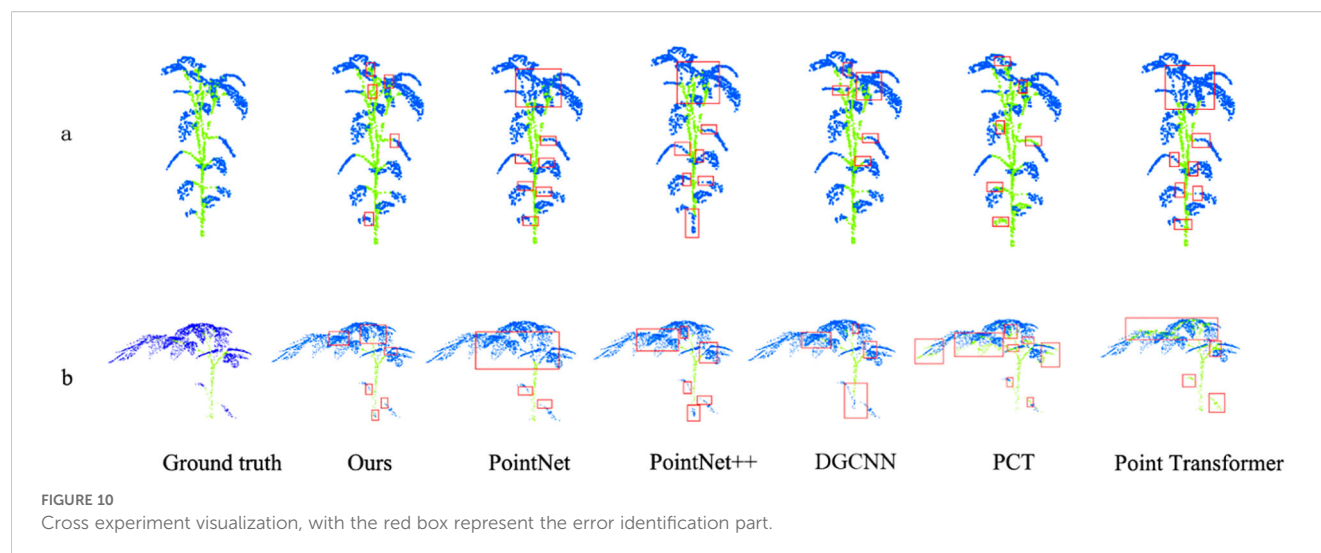 a
b
Ground truth Ours PointNet PointNet++ DGCNN PCT Point Transformer
FIGURE 10
Cross experiment visualization, with the red box represent the error identification part.